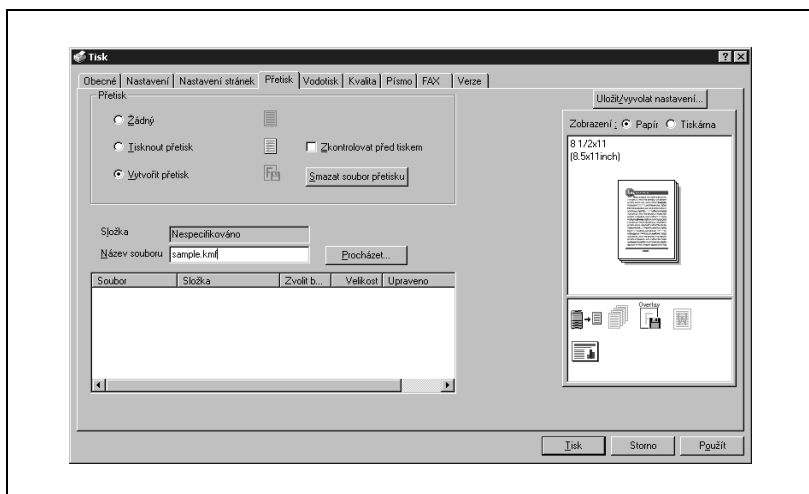 Tisk
Obecné Nastavení Nastavení stránek Přetisk Vodotisk Kvalita Písmo FAX Verze
Přetisk
Žádný
Tisknout přetisk
Zkontrolovat před tiskem
Vytvořit přetisk
Smazat soubor přetisku
Složka
Nespecifikováno
Název souboru
sample.kmf
Procházet...
Soubor Složka Zvolit b... Velikost Upraveno
Uložit/vyvolat nastavení...
Zobrazení : Papír Tiskárna
8 1/2x11
(8.5x11inch)
Overlay
Tisk Storno Použít